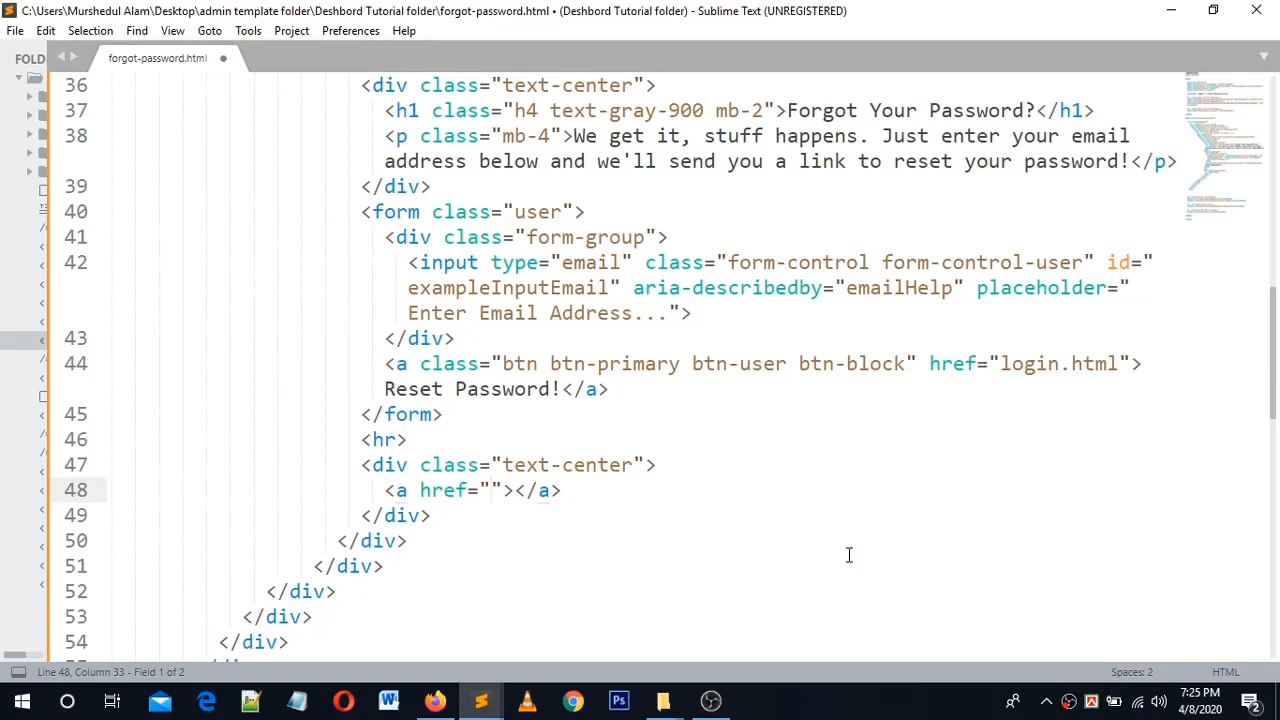 C:\Users\Murshedul Alam\Desktop\admin template folder\Deshbord Tutorial folder\forgot-password.html • (Deshbord Tutorial folder) - Sublime Text (UNREGISTERED)
File Edit Selection Find View Goto Tools Project Preferences Help
FOLD
forgot-password.html
36 <div class="text-center">
37 <h1 class="h4 text-gray-900 mb-2">Forgot Your Password?</h1>
38 <p class="mb-4">We get it, stuff happens. Just enter your email
address below and we'll send you a link to reset your password!</p>
39 </div>
40 <form class="user">
41 <div class="form-group">
42 <input type="email" class="form-control form-control-user" id="
exampleInputEmail" aria-describedby="emailHelp" placeholder="
Enter Email Address...">
43 </div>
44 <a class="btn btn-primary btn-user btn-block" href="login.html">
Reset Password!</a>
45 </form>
46 <hr>
47 <div class="text-center">
48 <a href=""></a>
49 </div>
50 </div>
51 </div>
52 </div>
53 </div>
54 </div>
Line 48, Column 33 - Field 1 of 2
Spaces: 2
HTML
7:25 PM
4/8/2020